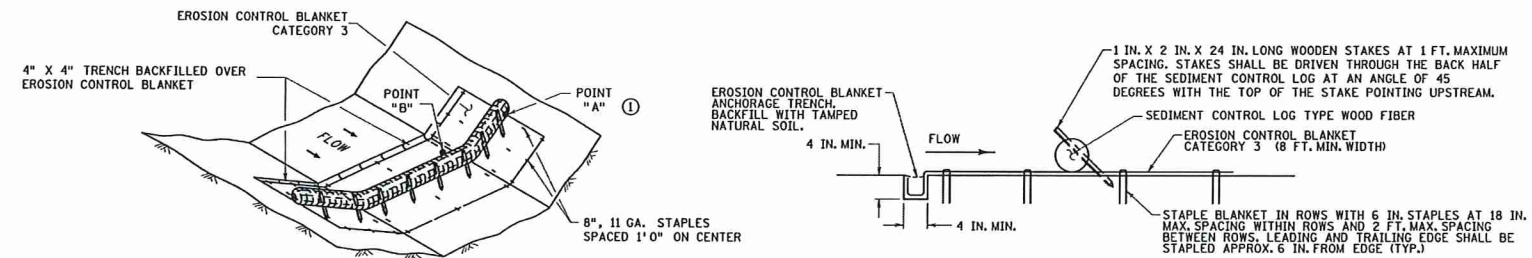 EROSION CONTROL BLANKET
CATEGORY 3
4" X 4" TRENCH BACKFILLED OVER
EROSION CONTROL BLANKET
POINT
"B"
POINT
"A" ①
FLOW
8", 11 GA. STAPLES
SPACED 1'0" ON CENTER
1 IN. X 2 IN. X 24 IN. LONG WOODEN STAKES AT 1 FT. MAXIMUM
SPACING. STAKES SHALL BE DRIVEN THROUGH THE BACK HALF
OF THE SEDIMENT CONTROL LOG AT AN ANGLE OF 45
DEGREES WITH THE TOP OF THE STAKE POINTING UPSTREAM.
EROSION CONTROL BLANKET
ANCHORAGE TRENCH.
BACKFILL WITH TAMPED
NATURAL SOIL.
SEDIMENT CONTROL LOG TYPE WOOD FIBER
EROSION CONTROL BLANKET
CATEGORY 3 (8 FT. MIN. WIDTH)
4 IN. MIN.
FLOW
4 IN. MIN.
STAPLE BLANKET IN ROWS WITH 6 IN. STAPLES AT 18 IN.
MAX. SPACING WITHIN ROWS AND 2 FT. MAX. SPACING
BETWEEN ROWS. LEADING AND TRAILING EDGE SHALL BE
STAPLED APPROX. 6 IN. FROM EDGE (TYP.)